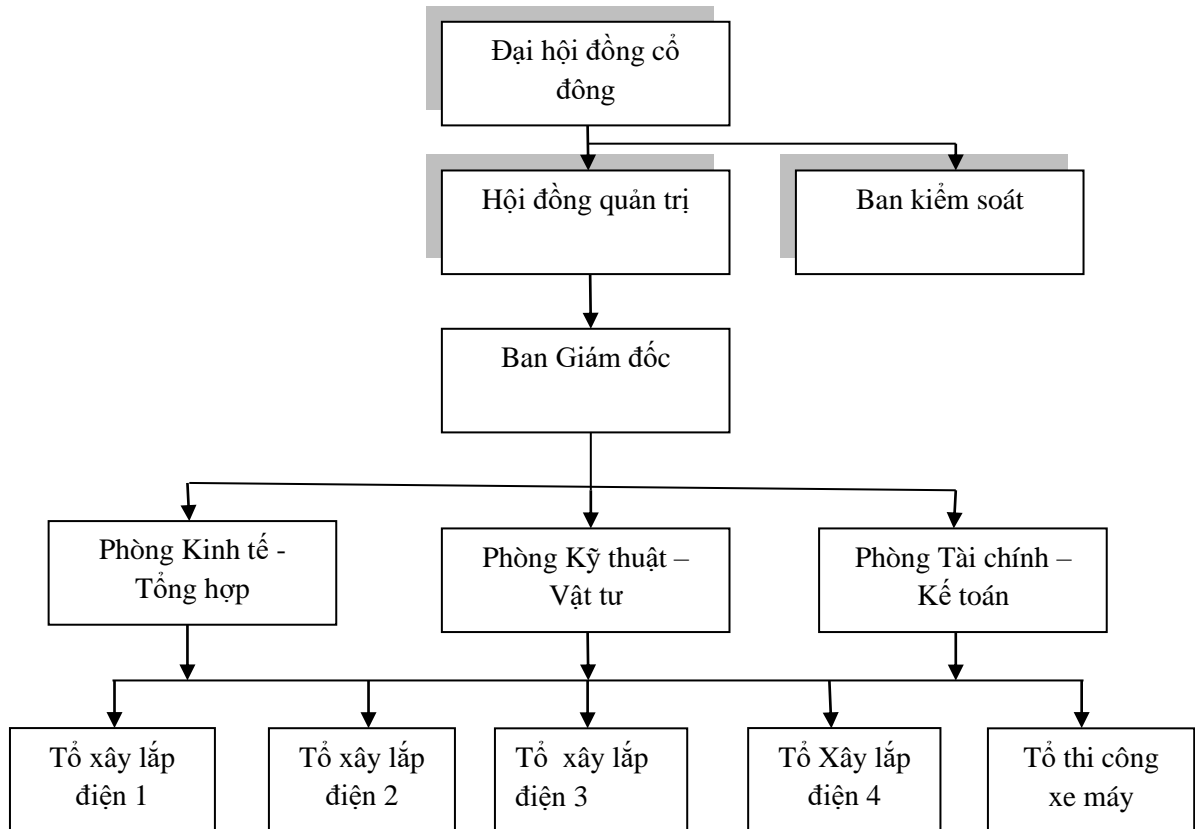 Đại hội đồng cổ
đông
Hội đồng quản trị
Ban kiểm soát
Ban Giám đốc
Phòng Kinh tế -
Tổng hợp
Phòng Kỹ thuật –
Vật tư
Phòng Tài chính –
Kế toán
Tổ xây lắp
điện 1
Tổ xây lắp
điện 2
Tổ xây lắp
điện 3
Tổ Xây lắp
điện 4
Tổ thi công
xe máy